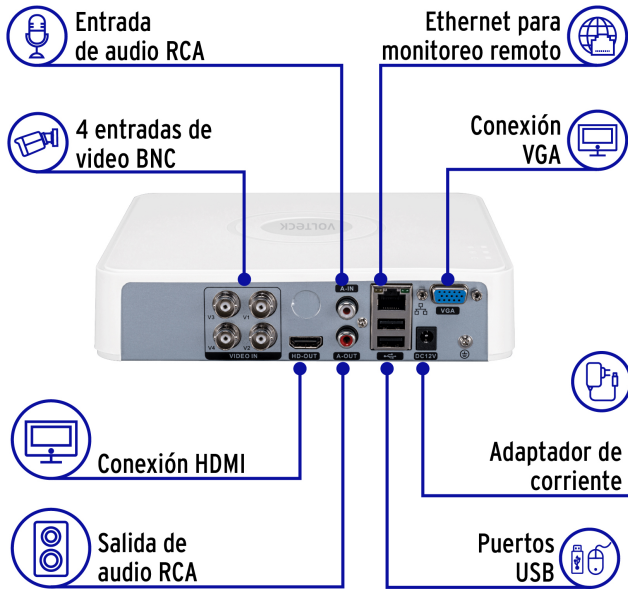 Entrada
de audio RCA
Ethernet para
monitoreo remoto
4 entradas de
video BNC
Conexión
VGA
VOLTECK
A-IN
V3
V1
VGA
V4
V2
VIDEO IN
HD-OUT
A-OUT
DC12V
Conexión HDMI
Adaptador de
corriente
Salida de
audio RCA
Puertos
USB